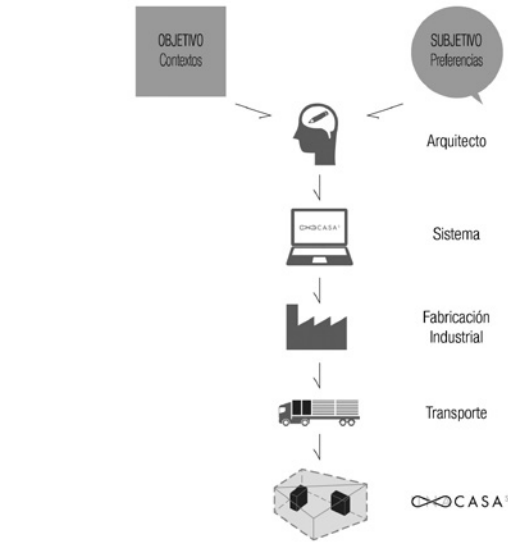 OBJETIVO
Contextos
SUBJETIVO
Preferencias
Arquitecto
Sistema
Fabricación
Industrial
Transporte
CASA